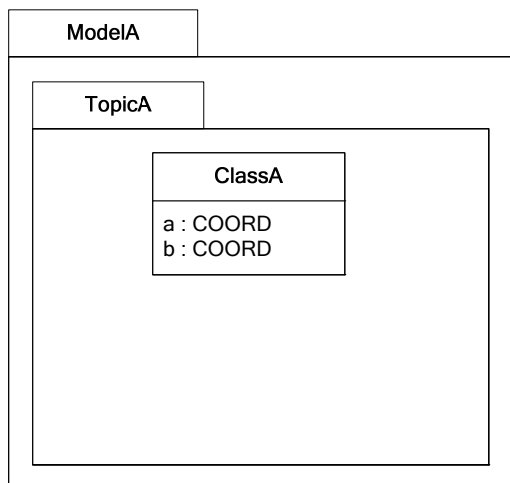 ModelA
TopicA
ClassA
a : COORD
b : COORD